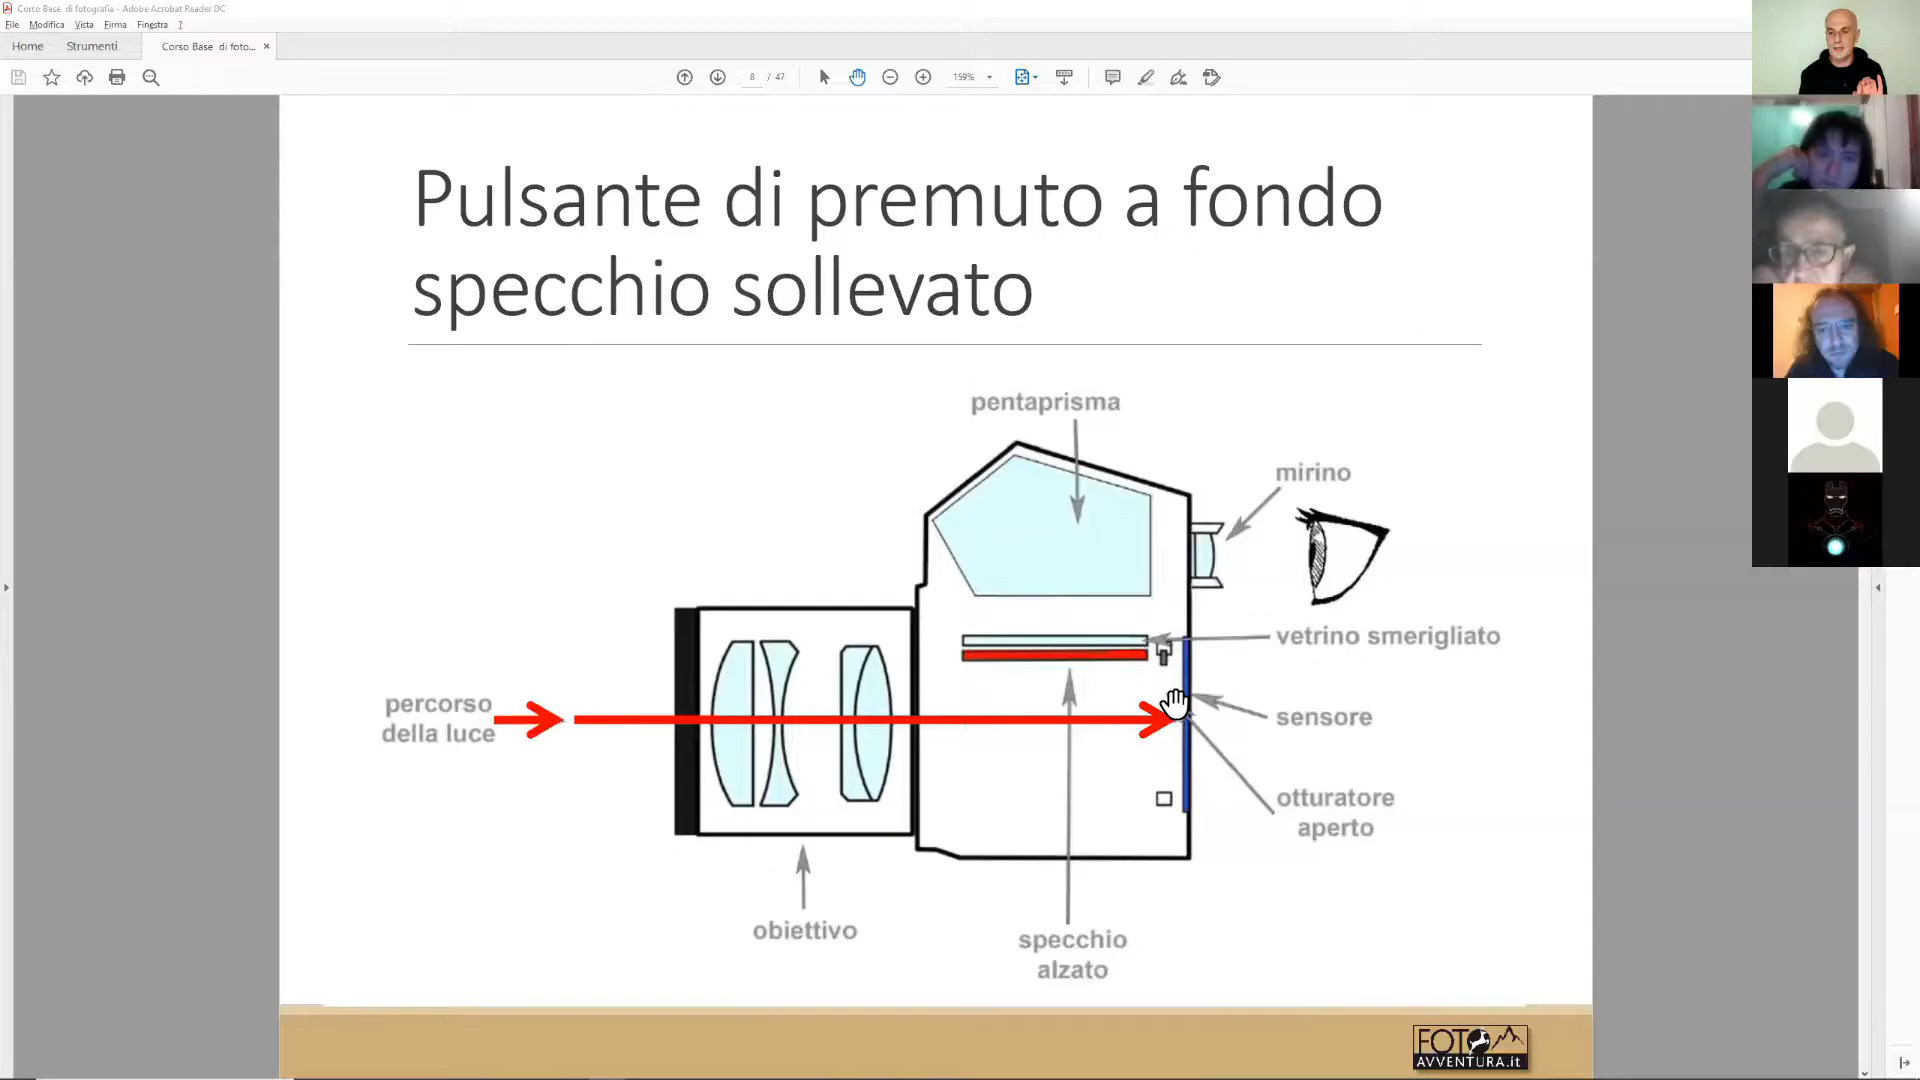 Corso Base di fotografia - Adobe Acrobat Reader DC
File Modifica Vista Firma Finestra ?
Home Strumenti Corso Base di foto... ×
8 / 47 159%
Pulsante di premuto a fondo
specchio sollevato
pentaprisma
mirino
vetrino smerigliato
percorso
della luce
sensore
otturatore
aperto
obiettivo
specchio
alzato
FOTO
AVVENTURA.it